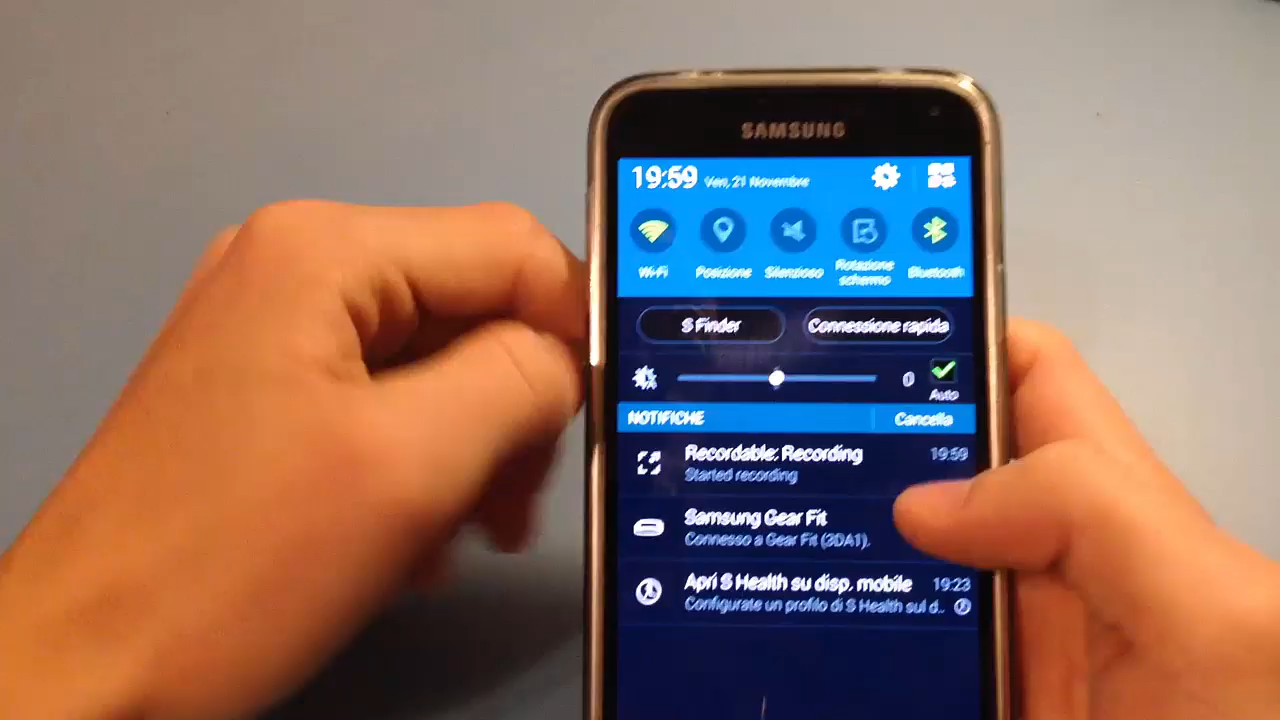 SAMSUNG
19:59 Ven, 21 Novembre
Wi-Fi Posizione Silenzioso Rotazione schermo Bluetooth
S Finder Connessione rapida
0 Auto
NOTIFICHE Cancella
Recordable: Recording 19:59
Started recording
Samsung Gear Fit
Connesso a Gear Fit (3DA1).
Apri S Health su disp. mobile 19:23
Configurate un profilo di S Health sul d..